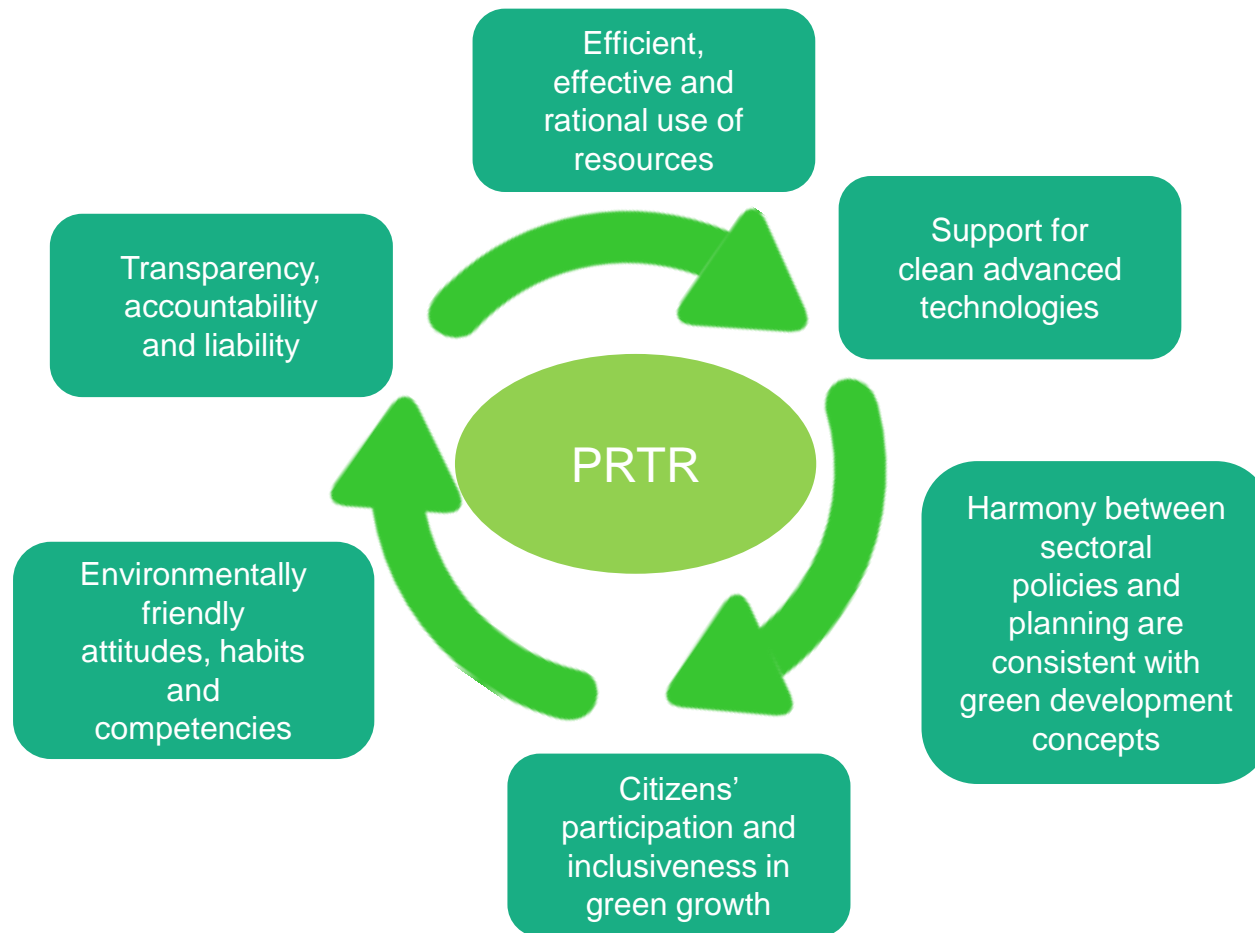 Efficient,
effective and
rational use of
resources
Support for
clean advanced
technologies
Harmony between
sectoral
policies and
planning are
consistent with
green development
concepts
Citizens’
participation and
inclusiveness in
green growth
Environmentally
friendly
attitudes, habits
and
competencies
Transparency,
accountability
and liability
PRTR